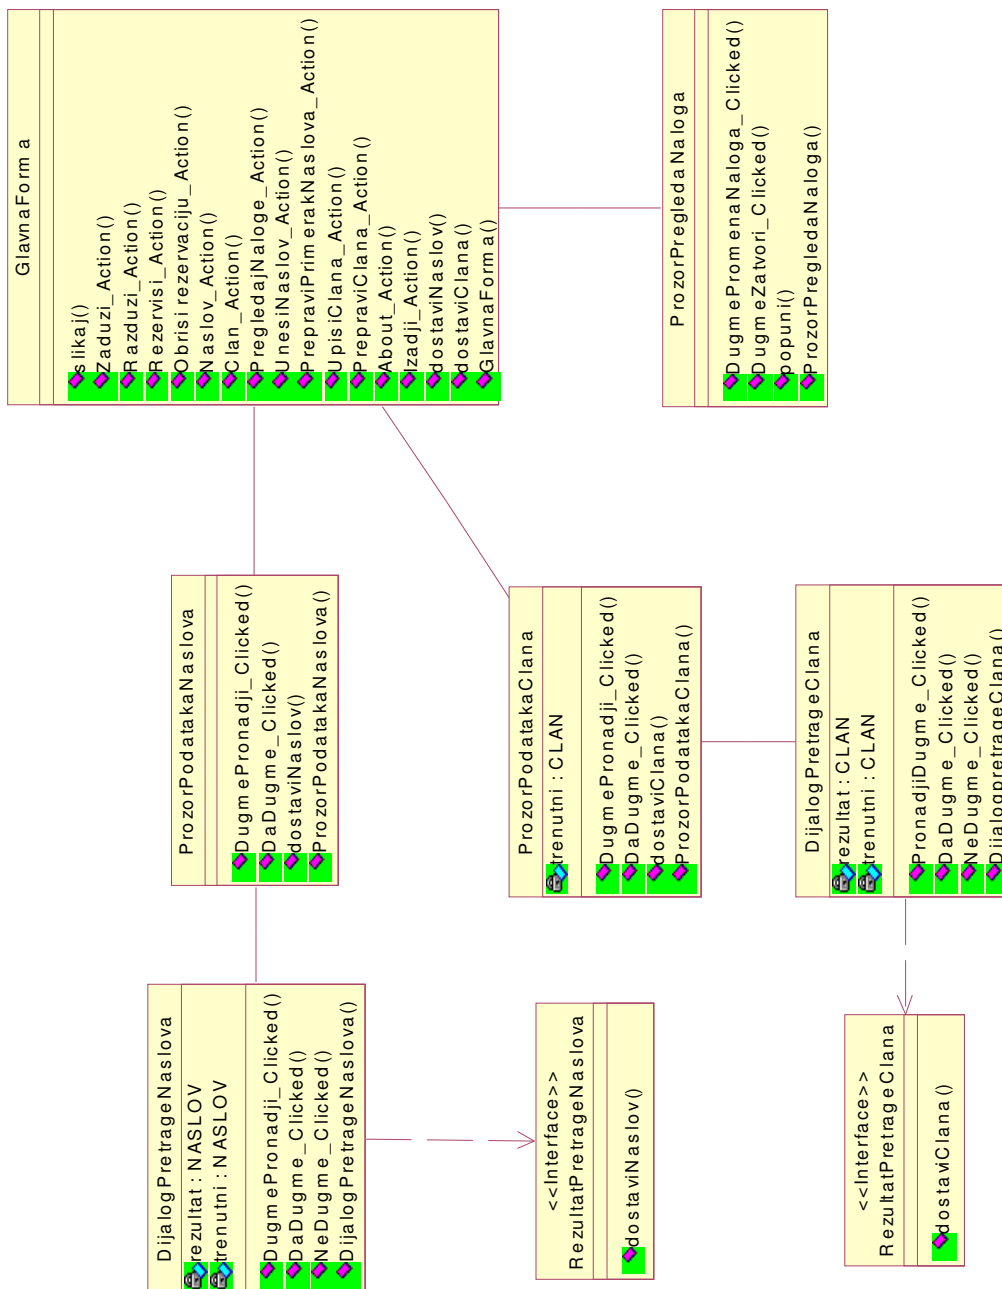 GlavnaForma
slikaj()
Zaduzi_Action()
Razduzi_Action()
Rezervisi_Action()
Obrisi rezervaciju_Action()
Naslov_Action()
Clan_Action()
PregledajNaloge_Action()
UnesiNaslov_Action()
PrepraviPrimerakNaslova_Action()
UpisiClana_Action()
PrepraviClana_Action()
About_Action()
Izadji_Action()
dostaviNaslov()
dostaviClana()
GlavnaForma()
ProzorPregledaNaloga
DugmePromenaNaloga_Clicked()
DugmeZatvori_Clicked()
popuni()
ProzorPregledaNaloga()
ProzorPodatakaNaslova
DugmePronadji_Clicked()
DaDugme_Clicked()
dostaviNaslov()
ProzorPodatakaNaslova()
ProzorPodatakaClana
trenutni : CLAN
DugmePronadji_Clicked()
DaDugme_Clicked()
dostaviClana()
ProzorPodatakaClana()
DijalogPretrageClana
rezultat : CLAN
trenutni : CLAN
PronadjiDugme_Clicked()
DaDugme_Clicked()
NeDugme_Clicked()
DijalogpretrageClana()
DijalogPretrageNaslova
rezultat : NASLOV
trenutni : NASLOV
DugmePronadji_Clicked()
DaDugme_Clicked()
NeDugme_Clicked()
DijalogPretrageNaslova()
<<Interface>>
RezultatPretrageNaslova
dostaviNaslov()
<<Interface>>
RezultatPretrageClana
dostaviClana()